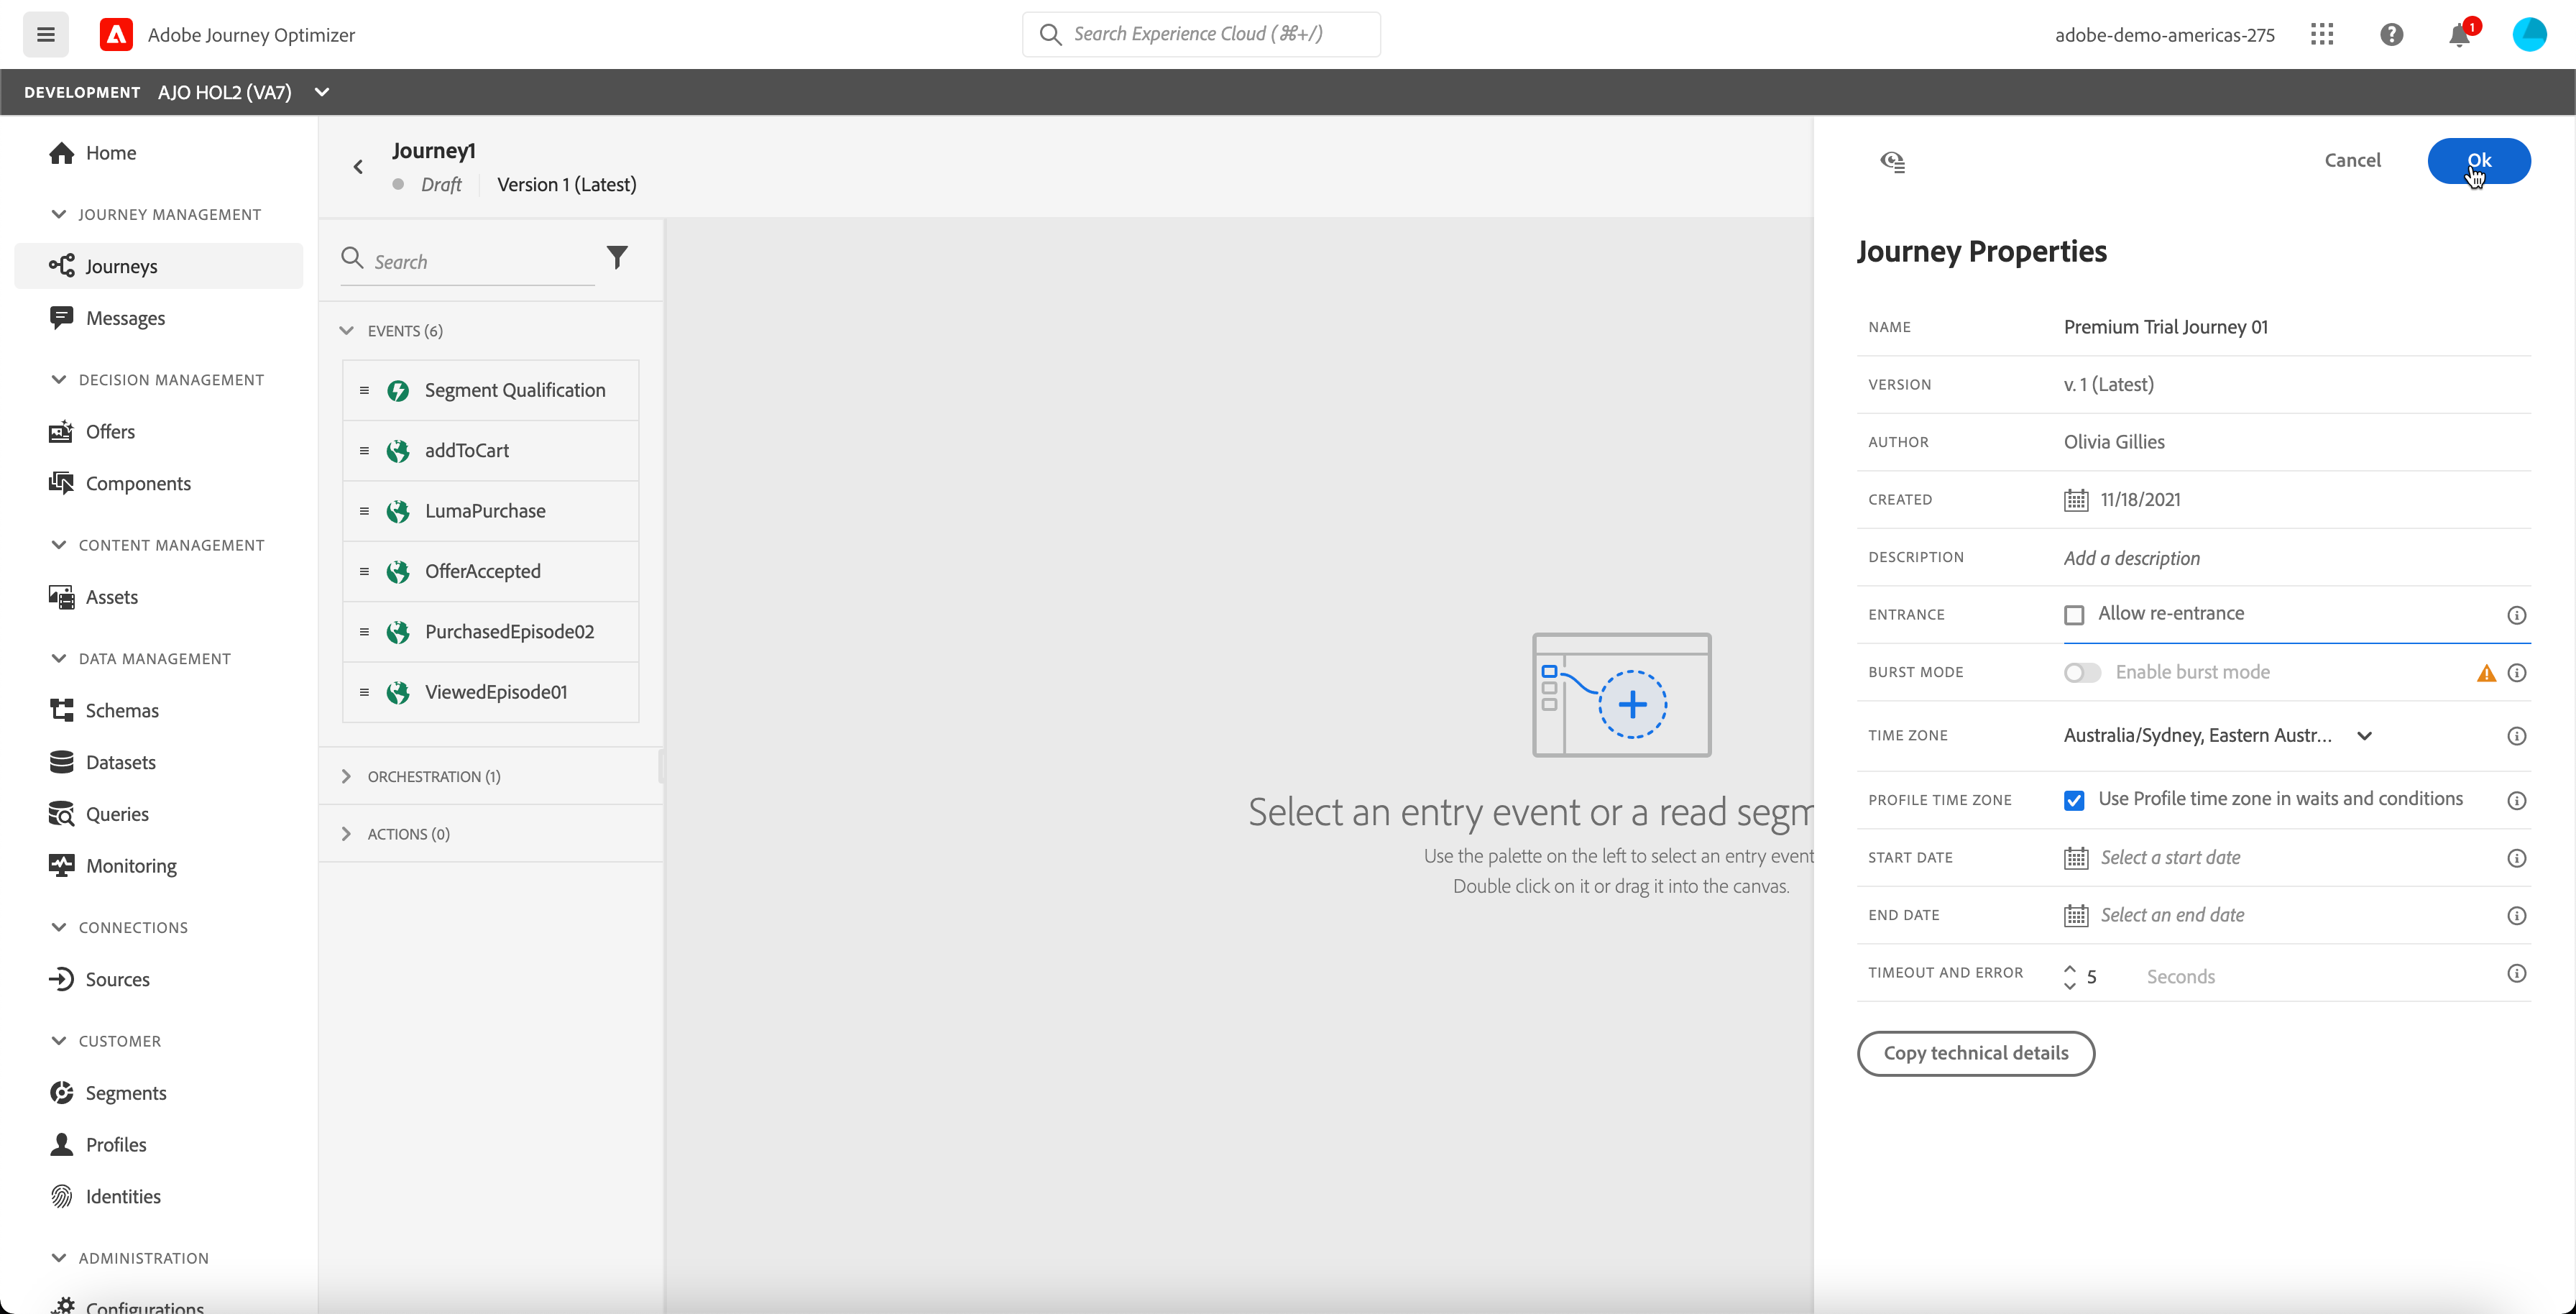 Adobe Journey Optimizer
Search Experience Cloud (⌘+/)
adobe-demo-americas-275
1
DEVELOPMENT AJO HOL2 (VA7)
Home
JOURNEY MANAGEMENT
Journeys
Messages
DECISION MANAGEMENT
Offers
Components
CONTENT MANAGEMENT
Assets
DATA MANAGEMENT
Schemas
Datasets
Queries
Monitoring
CONNECTIONS
Sources
CUSTOMER
Segments
Profiles
Identities
ADMINISTRATION
Configurations
Journey1
Draft
Version 1 (Latest)
Search
EVENTS (6)
Segment Qualification
addToCart
LumaPurchase
OfferAccepted
PurchasedEpisode02
ViewedEpisode01
ORCHESTRATION (1)
ACTIONS (0)
Select an entry event or a read segm
Use the palette on the left to select an entry event
Double click on it or drag it into the canvas.
Cancel
Ok
Journey Properties
NAME Premium Trial Journey 01
VERSION v. 1 (Latest)
AUTHOR Olivia Gillies
CREATED 11/18/2021
DESCRIPTION Add a description
ENTRANCE Allow re-entrance
BURST MODE Enable burst mode
TIME ZONE Australia/Sydney, Eastern Austr...
PROFILE TIME ZONE Use Profile time zone in waits and conditions
START DATE Select a start date
END DATE Select an end date
TIMEOUT AND ERROR 5 Seconds
Copy technical details